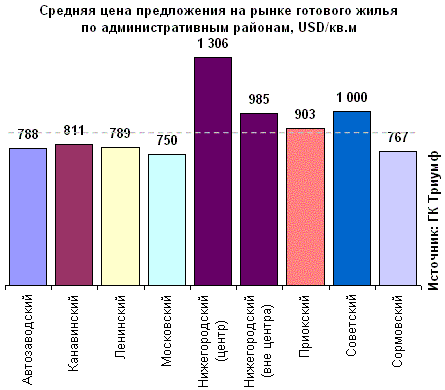 Средняя цена предложения на рынке готового жилья
по административным районам, USD/кв.м
1 306
788
811
789
750
985
903
1 000
767
Автозаводский
Канавинский
Ленинский
Московский
Нижегородский
(центр)
Нижегородский
(вне центра)
Приокский
Советский
Сормовский
Источник: ГК Триумф